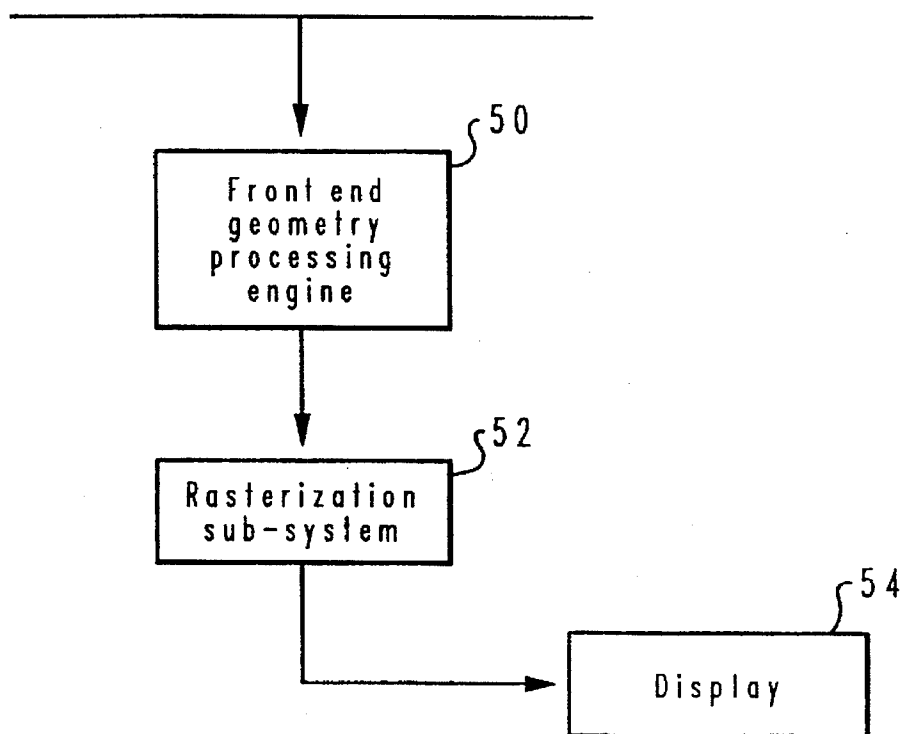 50
Front end
geometry
processing
engine
52
Rasterization
sub-system
54
Display